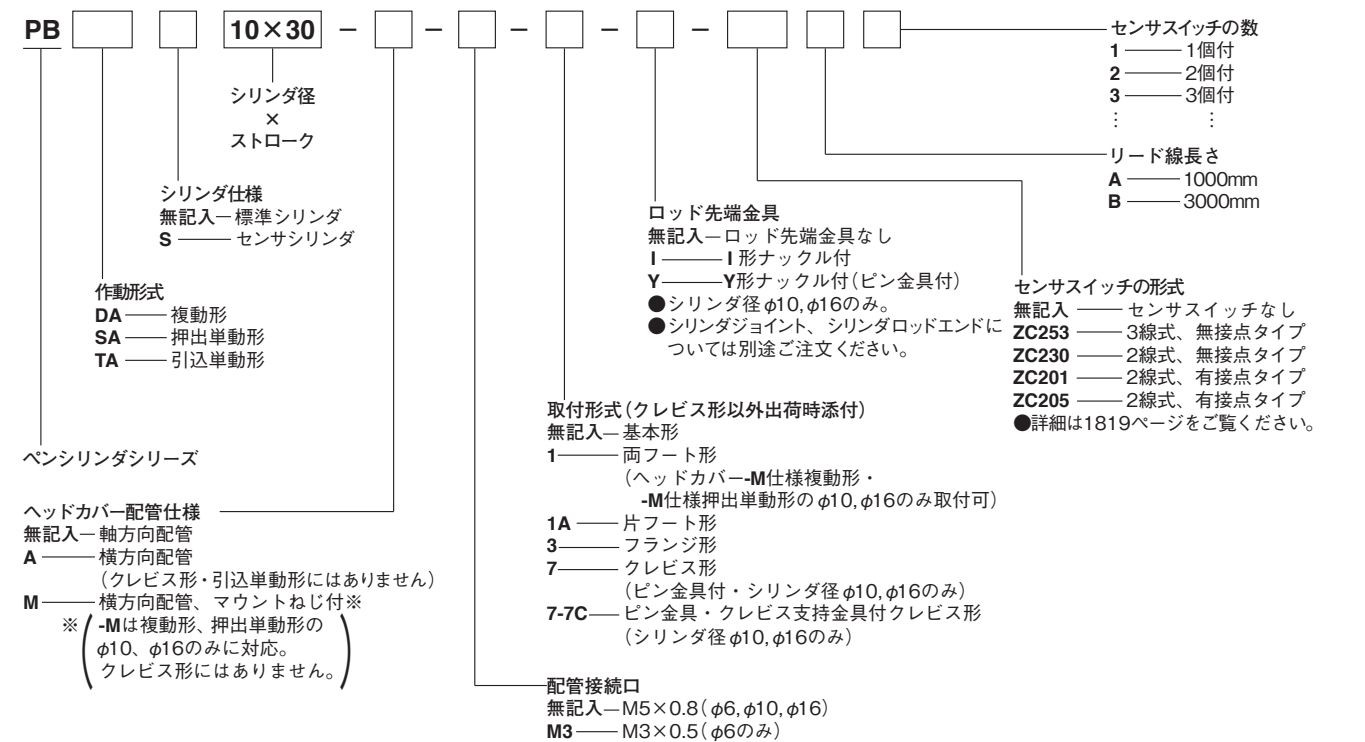 PB 10×30 － － － － －
シリンダ径
×
ストローク
シリンダ仕様
無記入 標準シリンダ
S センサシリンダ
作動形式
DA 複動形
SA 押出単動形
TA 引込単動形
ペンシリンダシリーズ
ヘッドカバー配管仕様
無記入 軸方向配管
A 横方向配管
（クレビス形・引込単動形にはありません）
M 横方向配管、マウントねじ付※
※ -Mは複動形、押出単動形の
φ10、φ16のみに対応。
クレビス形にはありません。
配管接続口
無記入 M5×0.8（φ6,φ10,φ16）
M3 M3×0.5（φ6のみ）
取付形式（クレビス形以外出荷時添付）
無記入 基本形
1 両フート形
（ヘッドカバー-M仕様複動形・
-M仕様押出単動形のφ10,φ16のみ取付可）
1A 片フート形
3 フランジ形
7 クレビス形
（ピン金具付・シリンダ径φ10,φ16のみ）
7-7C ピン金具・クレビス支持金具付クレビス形
（シリンダ径φ10,φ16のみ）
ロッド先端金具
無記入 ロッド先端金具なし
I I形ナックル付
Y Y形ナックル付（ピン金具付）
●シリンダ径φ10,φ16のみ。
●シリンダジョイント、シリンダロッドエンドに
ついては別途ご注文ください。
センサスイッチの形式
無記入 センサスイッチなし
ZC253 3線式、無接点タイプ
ZC230 2線式、無接点タイプ
ZC201 2線式、有接点タイプ
ZC205 2線式、有接点タイプ
●詳細は1819ページをご覧ください。
リード線長さ
A 1000mm
B 3000mm
センサスイッチの数
1 1個付
2 2個付
3 3個付
⋮ ⋮